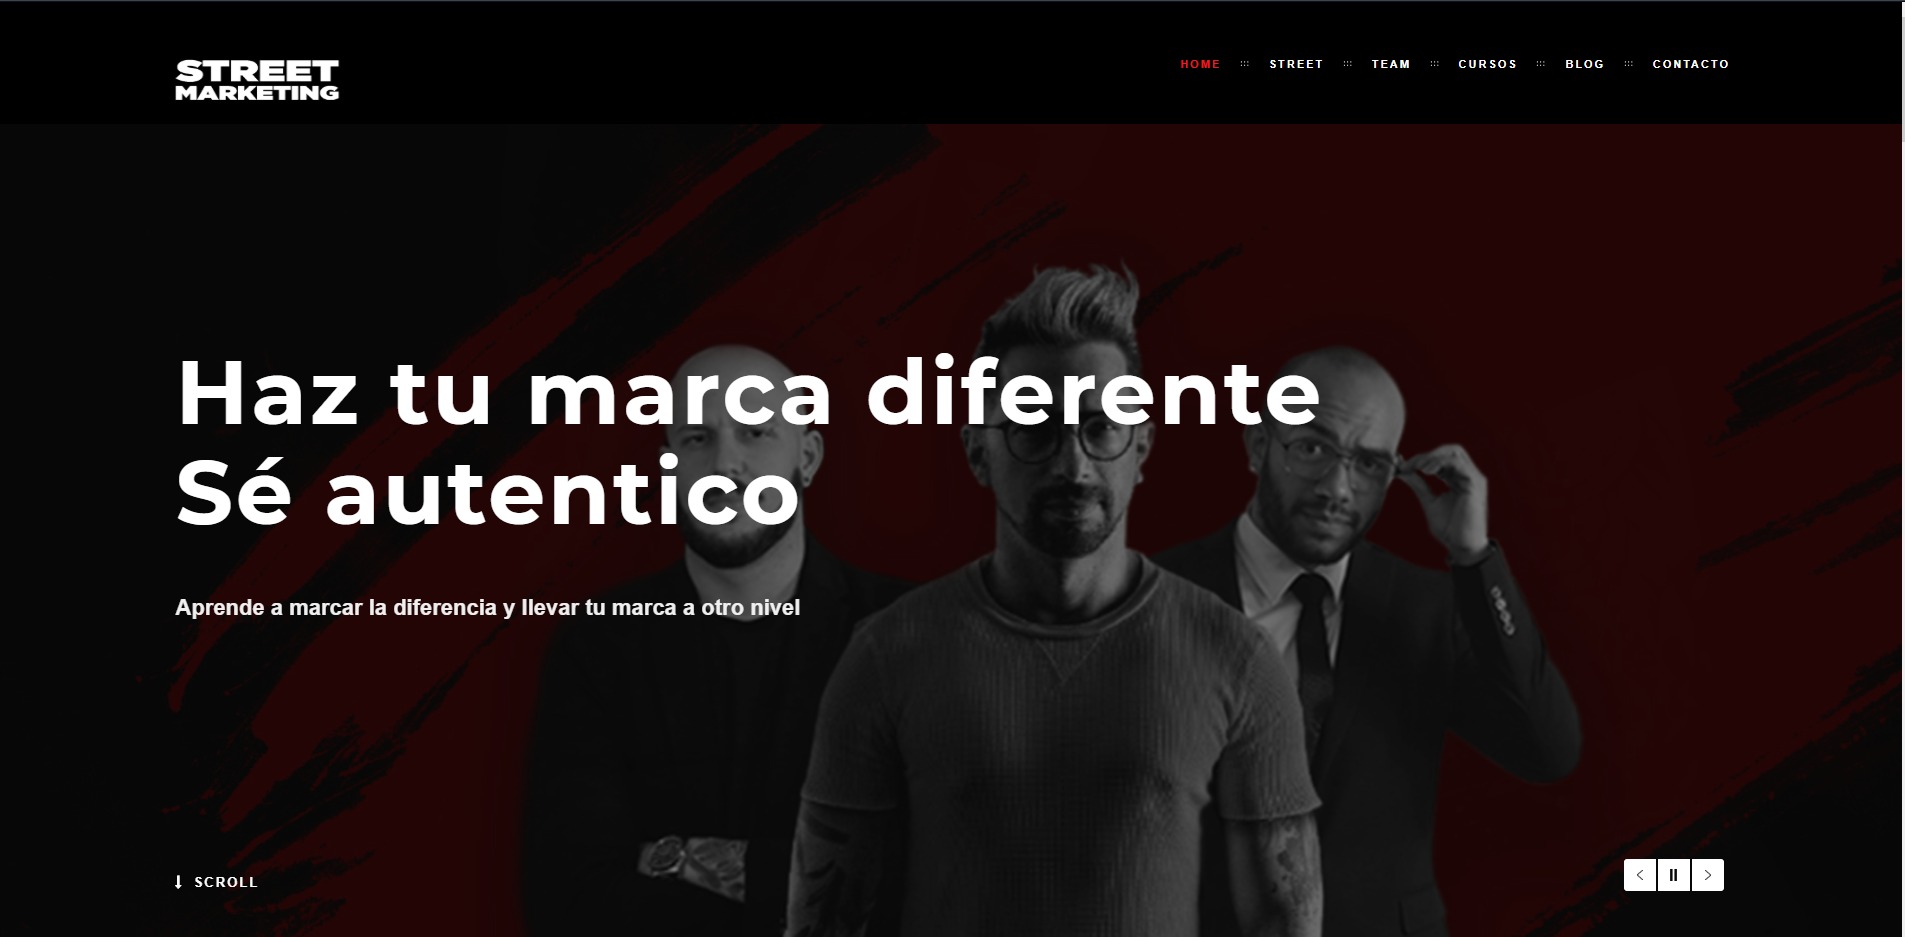 STREET
MARKETING
HOME
STREET
TEAM
CURSOS
BLOG
CONTACTO
Haz tu marca diferente
Sé autentico
Aprende a marcar la diferencia y llevar tu marca a otro nivel
SCROLL